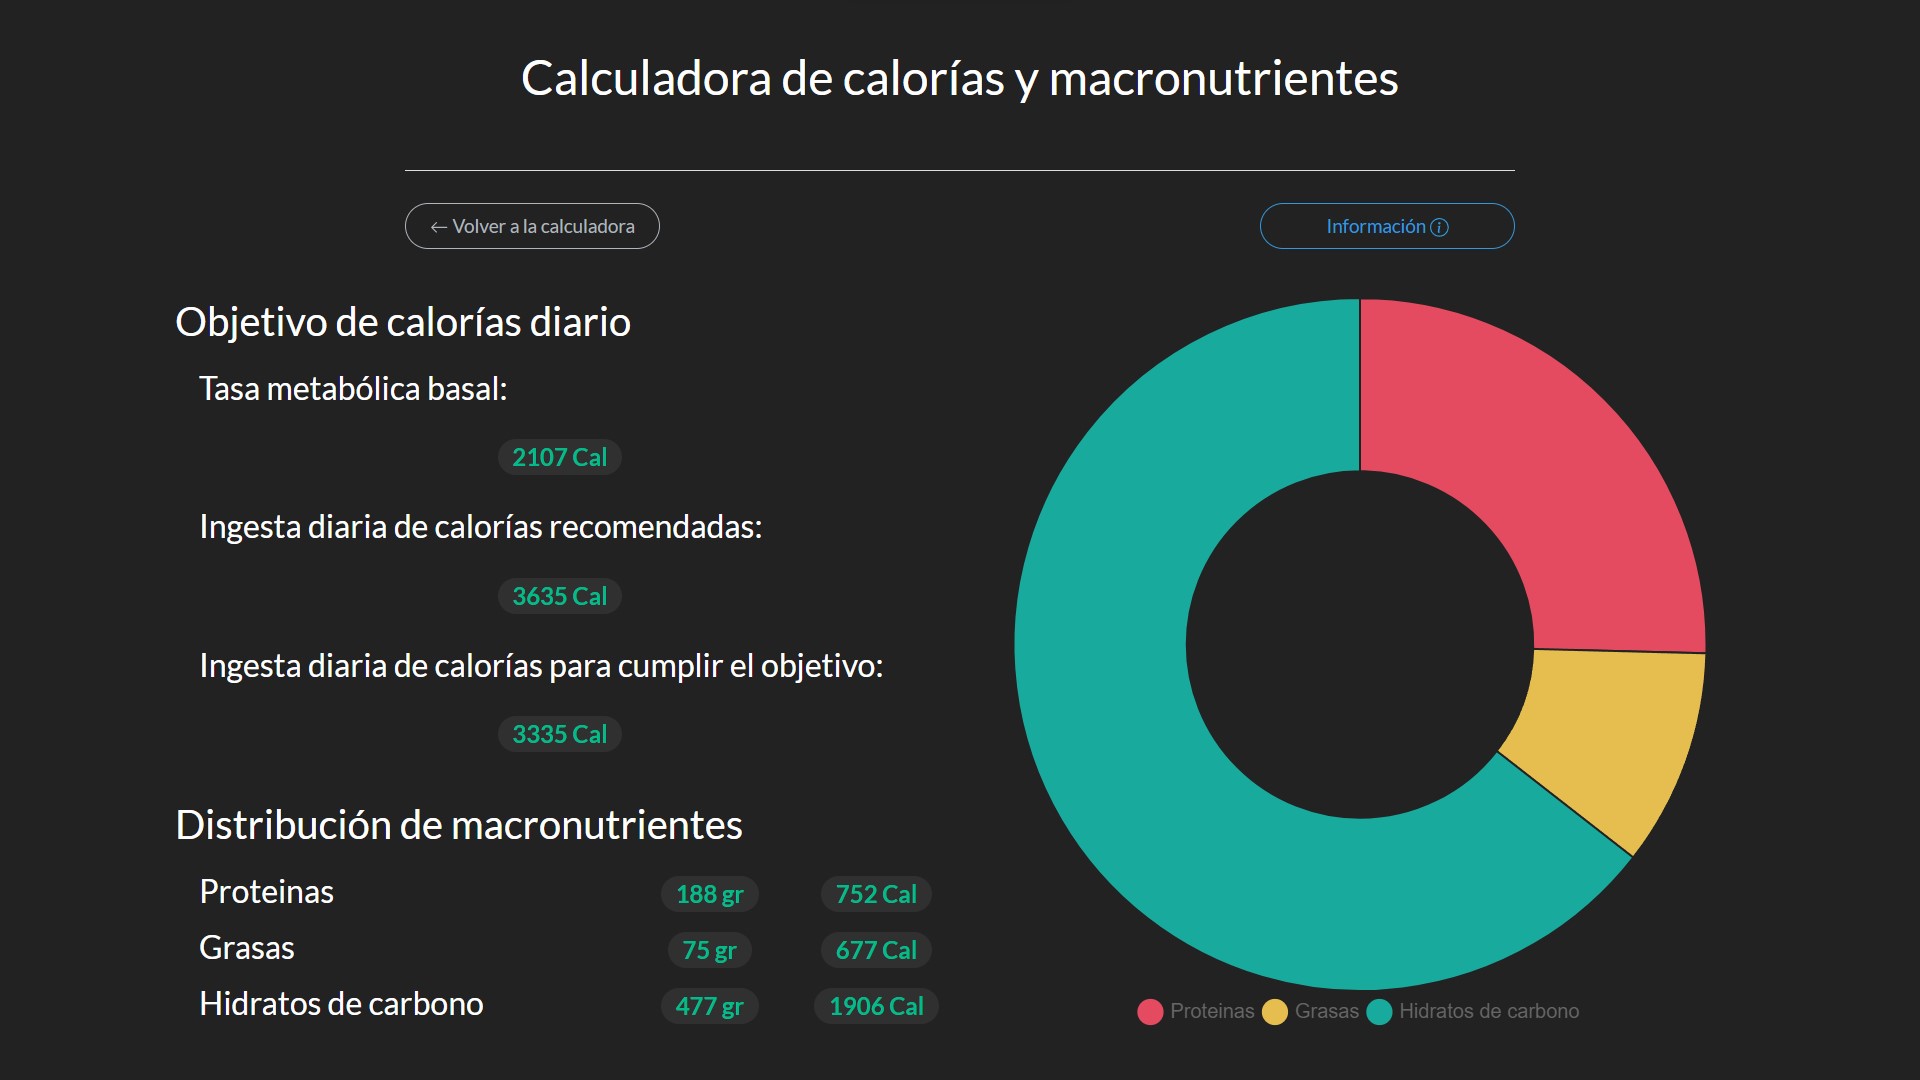 Calculadora de calorías y macronutrientes
← Volver a la calculadora
Información
Objetivo de calorías diario
Tasa metabólica basal:
2107 Cal
Ingesta diaria de calorías recomendadas:
3635 Cal
Ingesta diaria de calorías para cumplir el objetivo:
3335 Cal
Distribución de macronutrientes
Proteinas 188 gr 752 Cal
Grasas 75 gr 677 Cal
Hidratos de carbono 477 gr 1906 Cal
Proteinas Grasas Hidratos de carbono